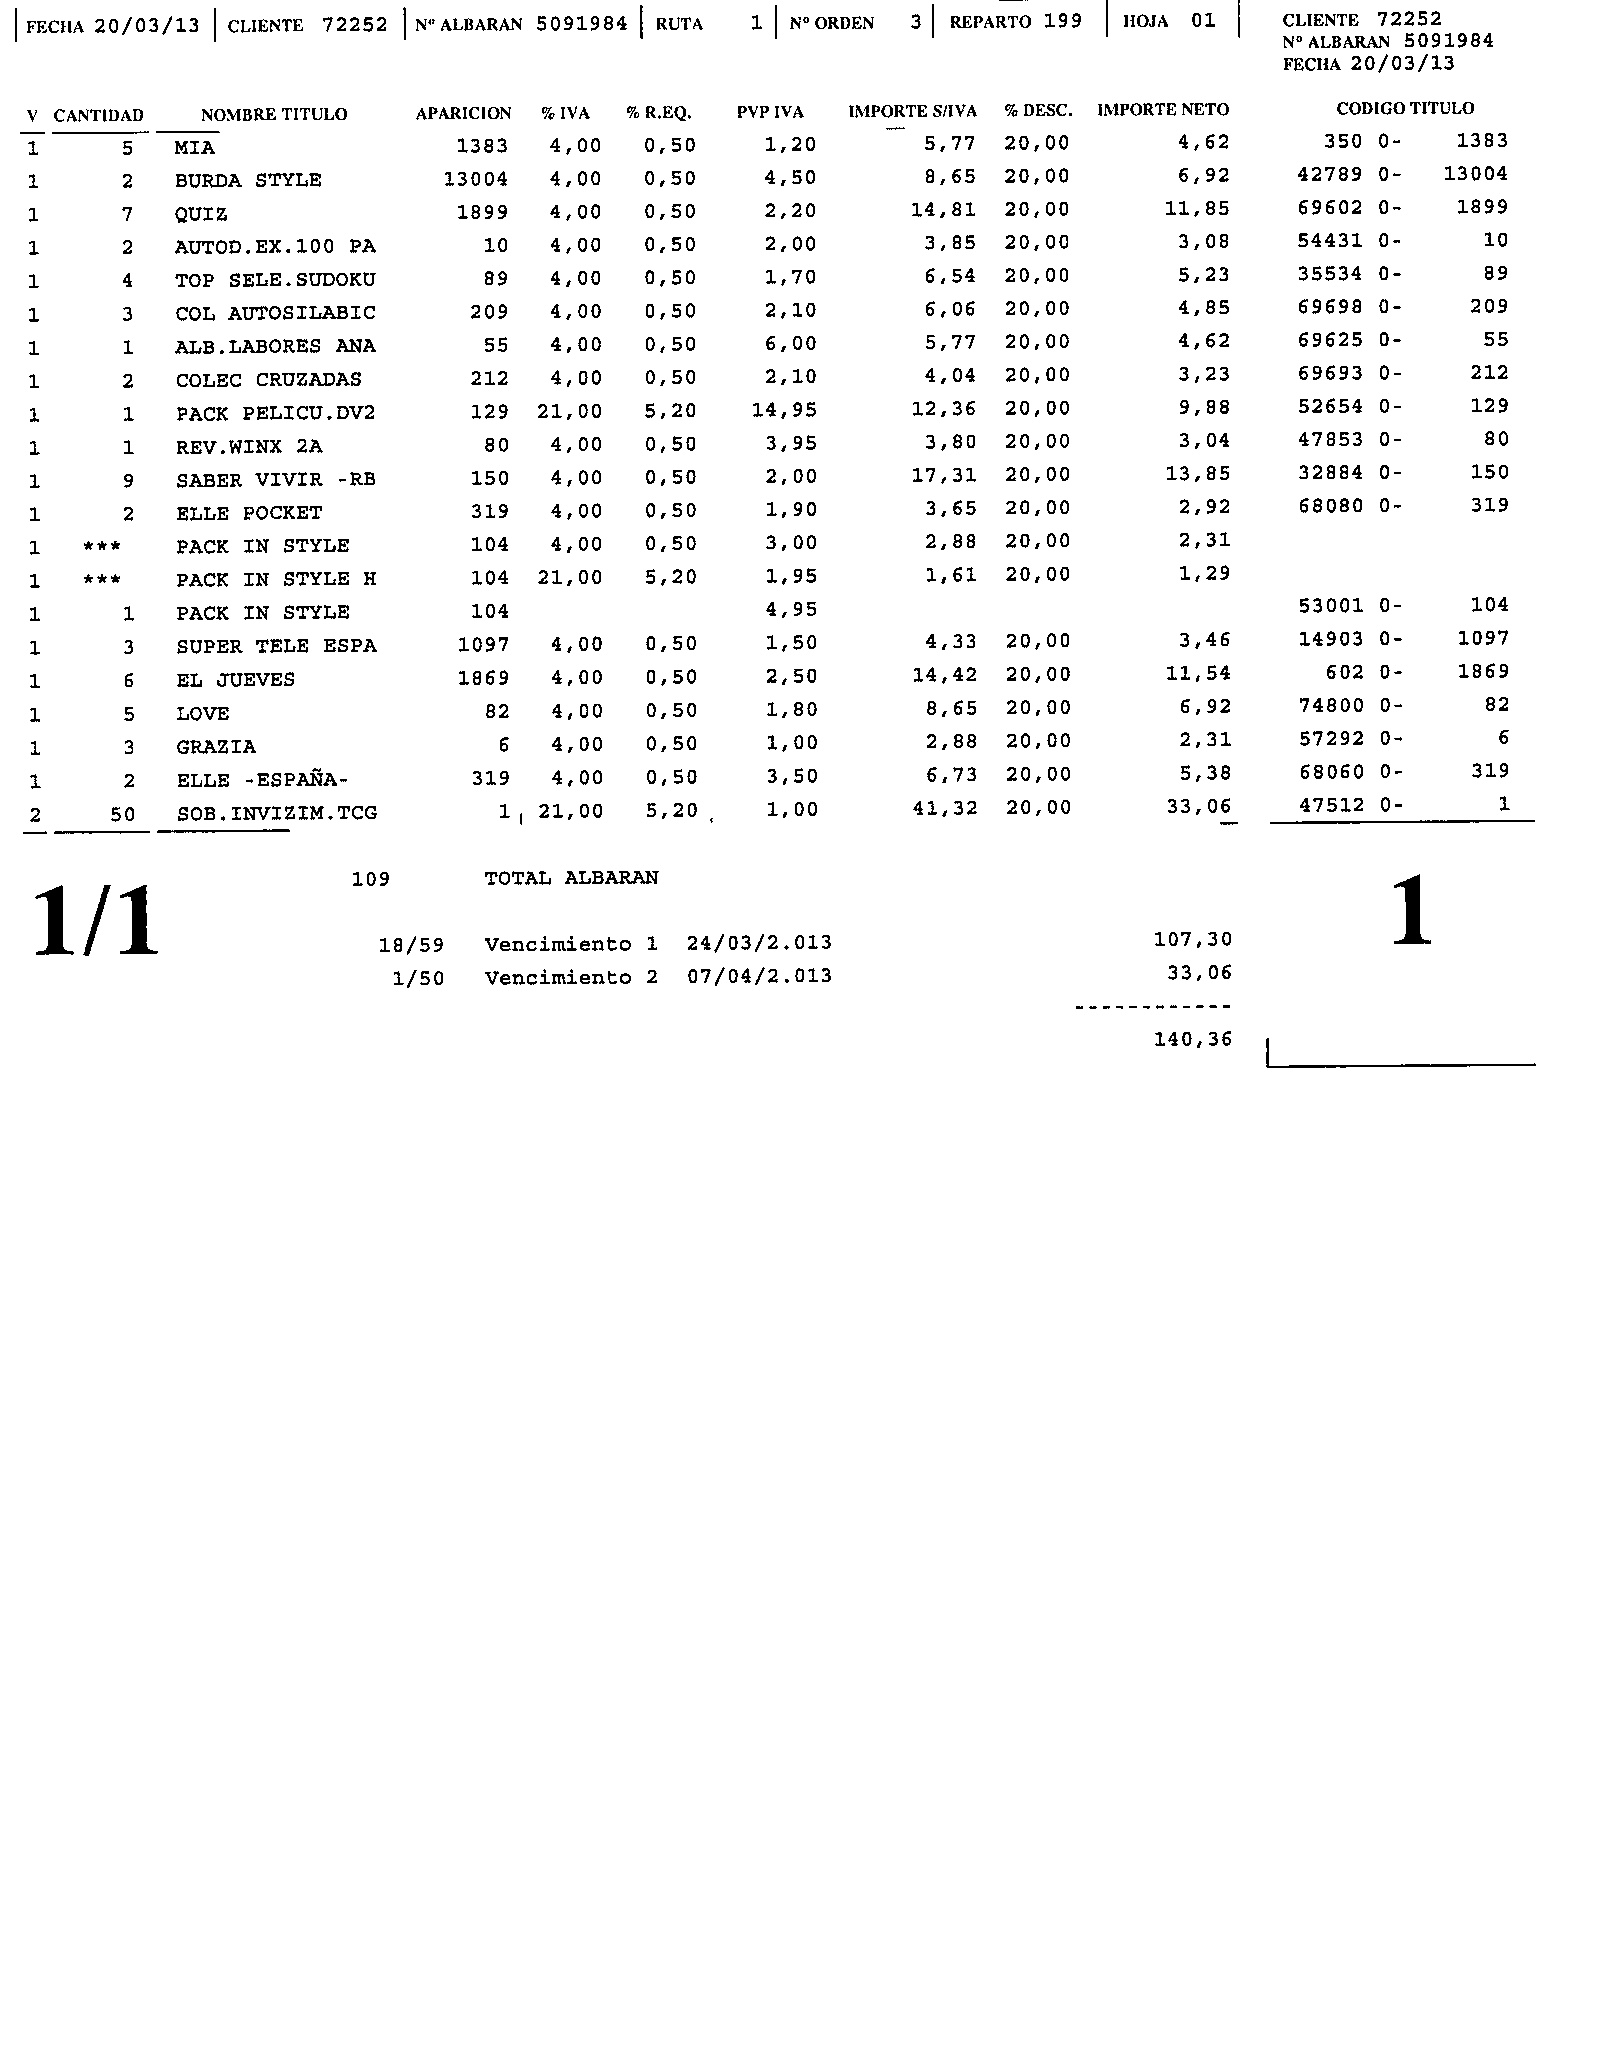 FECHA 20/03/13 CLIENTE 72252 Nº ALBARAN 5091984 RUTA 1 Nº ORDEN 3 REPARTO 199 HOJA 01 CLIENTE 72252
Nº ALBARAN 5091984
FECHA 20/03/13
V CANTIDAD NOMBRE TITULO APARICION % IVA % R.EQ. PVP IVA IMPORTE S/IVA % DESC. IMPORTE NETO CODIGO TITULO
1 5 MIA 1383 4,00 0,50 1,20 5,77 20,00 4,62 350 0- 1383
1 2 BURDA STYLE 13004 4,00 0,50 4,50 8,65 20,00 6,92 42789 0- 13004
1 7 QUIZ 1899 4,00 0,50 2,20 14,81 20,00 11,85 69602 0- 1899
1 2 AUTOD.EX.100 PA 10 4,00 0,50 2,00 3,85 20,00 3,08 54431 0- 10
1 4 TOP SELE.SUDOKU 89 4,00 0,50 1,70 6,54 20,00 5,23 35534 0- 89
1 3 COL AUTOSILABIC 209 4,00 0,50 2,10 6,06 20,00 4,85 69698 0- 209
1 1 ALB.LABORES ANA 55 4,00 0,50 6,00 5,77 20,00 4,62 69625 0- 55
1 2 COLEC CRUZADAS 212 4,00 0,50 2,10 4,04 20,00 3,23 69693 0- 212
1 1 PACK PELICU.DV2 129 21,00 5,20 14,95 12,36 20,00 9,88 52654 0- 129
1 1 REV.WINX 2A 80 4,00 0,50 3,95 3,80 20,00 3,04 47853 0- 80
1 9 SABER VIVIR -RB 150 4,00 0,50 2,00 17,31 20,00 13,85 32884 0- 150
1 2 ELLE POCKET 319 4,00 0,50 1,90 3,65 20,00 2,92 68080 0- 319
1 *** PACK IN STYLE 104 4,00 0,50 3,00 2,88 20,00 2,31
1 *** PACK IN STYLE H 104 21,00 5,20 1,95 1,61 20,00 1,29
1 1 PACK IN STYLE 104 4,95 53001 0- 104
1 3 SUPER TELE ESPA 1097 4,00 0,50 1,50 4,33 20,00 3,46 14903 0- 1097
1 6 EL JUEVES 1869 4,00 0,50 2,50 14,42 20,00 11,54 602 0- 1869
1 5 LOVE 82 4,00 0,50 1,80 8,65 20,00 6,92 74800 0- 82
1 3 GRAZIA 6 4,00 0,50 1,00 2,88 20,00 2,31 57292 0- 6
1 2 ELLE -ESPAÑA- 319 4,00 0,50 3,50 6,73 20,00 5,38 68060 0- 319
2 50 SOB.INVIZIM.TCG 1 21,00 5,20 1,00 41,32 20,00 33,06 47512 0- 1
109 TOTAL ALBARAN
1/1 1
18/59 Vencimiento 1 24/03/2.013 107,30
1/50 Vencimiento 2 07/04/2.013 33,06
------------
140,36